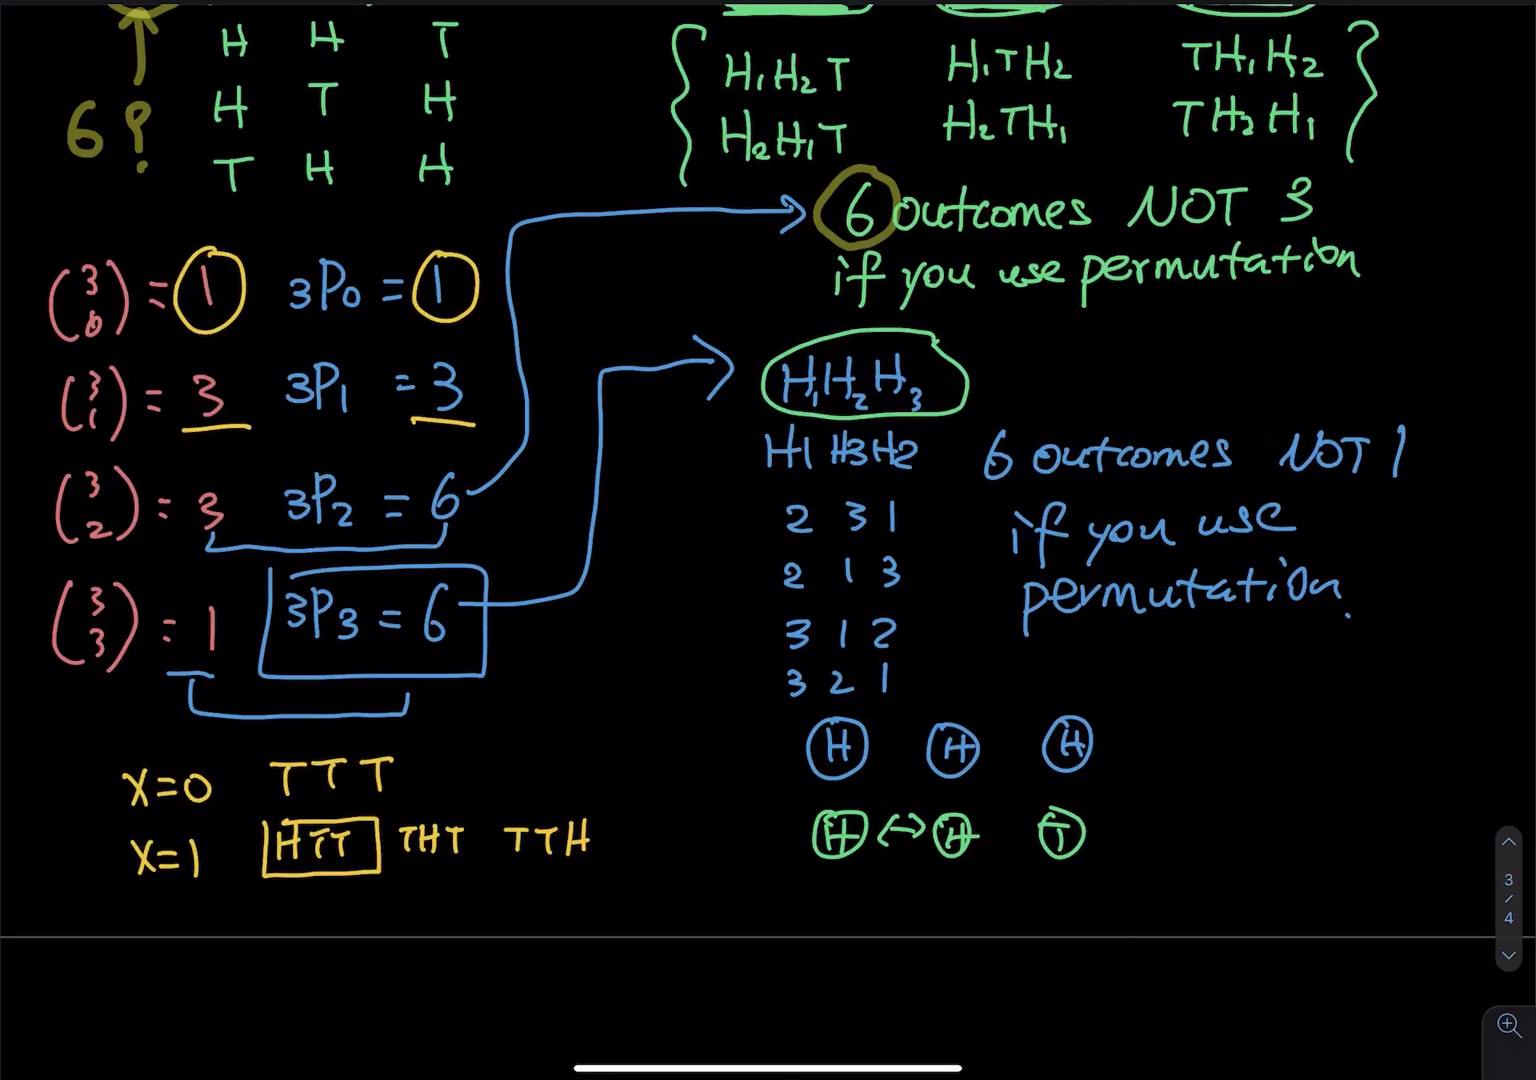 H H T
H T H
T H H
6?
H₁H₂T H₁TH₂ TH₁H₂
H₂H₁T H₂TH₁ TH₂H₁
6 outcomes NOT 3
if you use permutation
(3 0) = 1 3P0 = 1
(3 1) = 3 3P1 = 3
(3 2) = 3 3P2 = 6
(3 3) = 1 3P3 = 6
H₁H₂H₃
H1 H3H2
2 3 1
2 1 3
3 1 2
3 2 1
6 outcomes NOT 1
if you use
permutation.
H H H
H <-> H T
X=0 T T T
X=1 HTT THT TTH
3
/
4